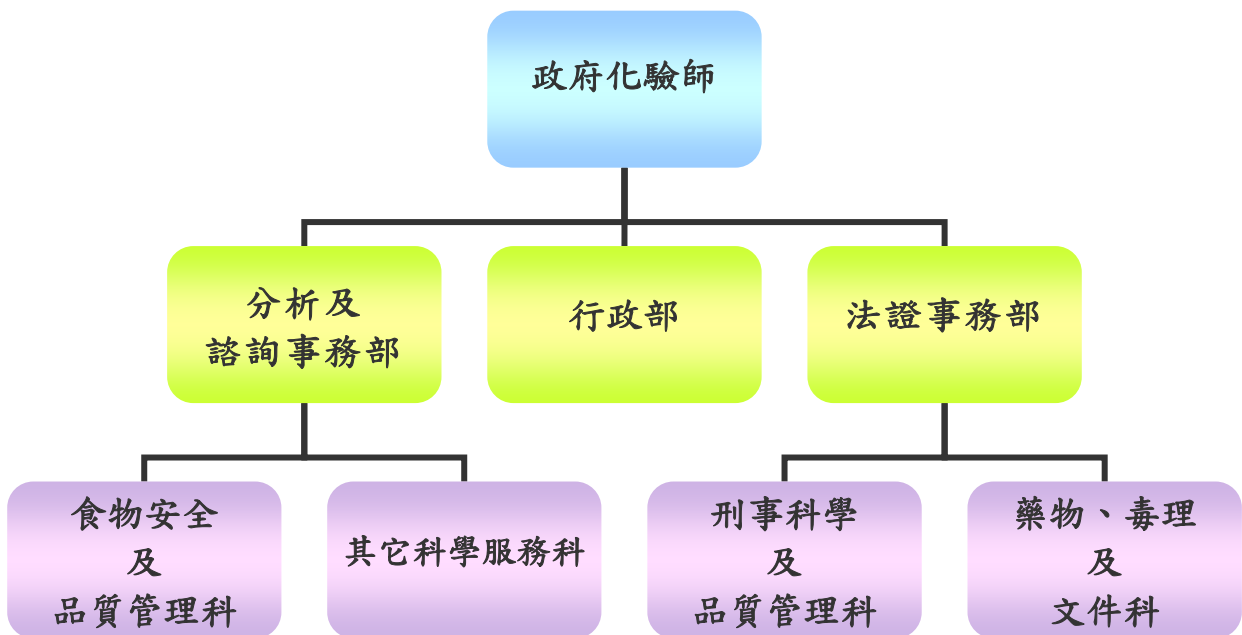 政府化驗師
分析及
諮詢事務部
行政部
法證事務部
食物安全
及
品質管理科
其它科學服務科
刑事科學
及
品質管理科
藥物、毒理
及
文件科